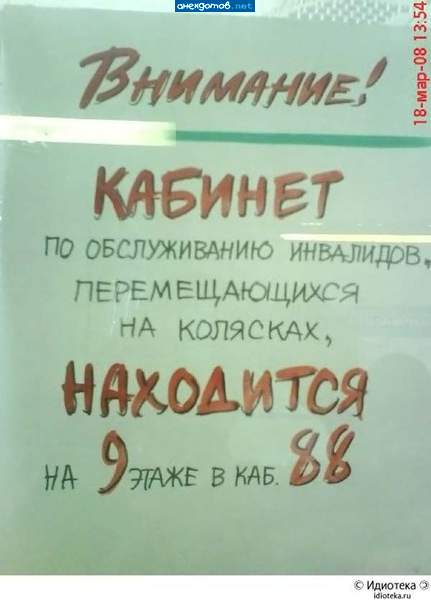 анекдотов.net
18-мар-08 13:54
Внимание!
КАБИНЕТ
ПО ОБСЛУЖИВАНИЮ ИНВАЛИДОВ,
ПЕРЕМЕЩАЮЩИХСЯ
НА КОЛЯСКАХ,
НАХОДИТСЯ
НА 9 ЭТАЖЕ В КАБ. 88
© Идиотека
idioteka.ru